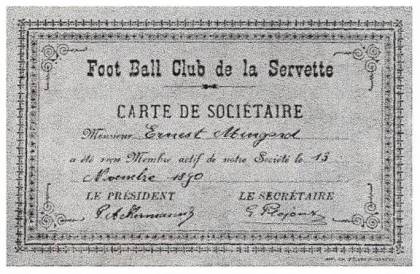 Foot Ball Club de la Servette
CARTE DE SOCIÉTAIRE
Monsieur Ernest Mingard
a été reçu Membre actif de notre Société le 13
Novembre 1890
LE PRÉSIDENT LE SECRÉTAIRE